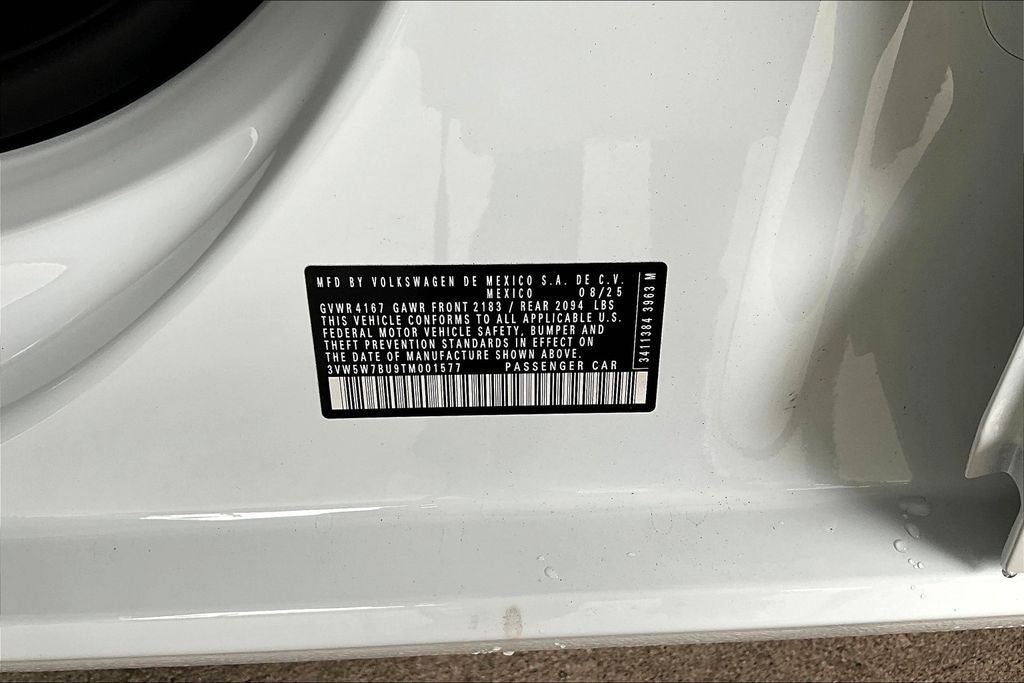 MFD BY VOLKSWAGEN DE MEXICO S.A. DE C.V.
MEXICO 08/25
GVWR 4167 GAWR FRONT 2183 / REAR 2094 LBS
THIS VEHICLE CONFORMS TO ALL APPLICABLE U.S.
FEDERAL MOTOR VEHICLE SAFETY, BUMPER AND
THEFT PREVENTION STANDARDS IN EFFECT ON
THE DATE OF MANUFACTURE SHOWN ABOVE.
3VW5W7BU9TM001577 PASSENGER CAR
3411384 3963 M